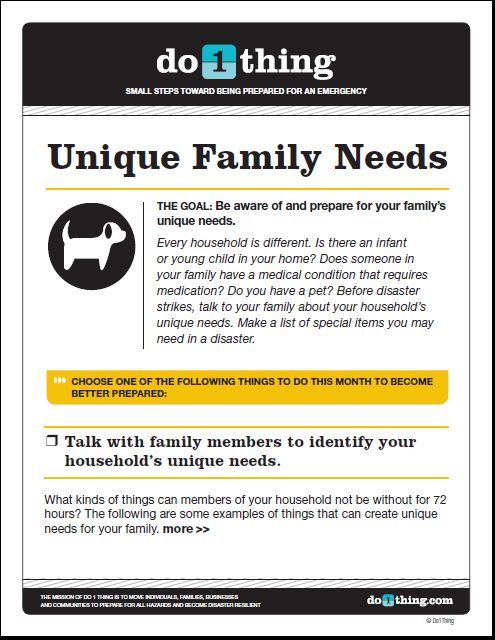 do 1 thing
SMALL STEPS TOWARD BEING PREPARED FOR AN EMERGENCY
Unique Family Needs
THE GOAL: Be aware of and prepare for your family's
unique needs.
Every household is different. Is there an infant
or young child in your home? Does someone in
your family have a medical condition that requires
medication? Do you have a pet? Before disaster
strikes, talk to your family about your household's
unique needs. Make a list of special items you may
need in a disaster.
CHOOSE ONE OF THE FOLLOWING THINGS TO DO THIS MONTH TO BECOME
BETTER PREPARED:
❒ Talk with family members to identify your
household's unique needs.
What kinds of things can members of your household not be without for 72
hours? The following are some examples of things that can create unique
needs for your family. more >>
THE MISSION OF DO 1 THING IS TO MOVE INDIVIDUALS, FAMILIES, BUSINESSES
AND COMMUNITIES TO PREPARE FOR ALL HAZARDS AND BECOME DISASTER RESILIENT
do1thing.com
© Do1Thing